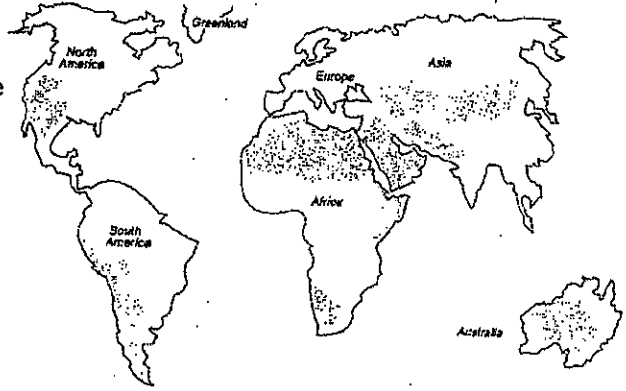 Greenland
North
America
e
Europe
Asia
Africa
South
America
Australia